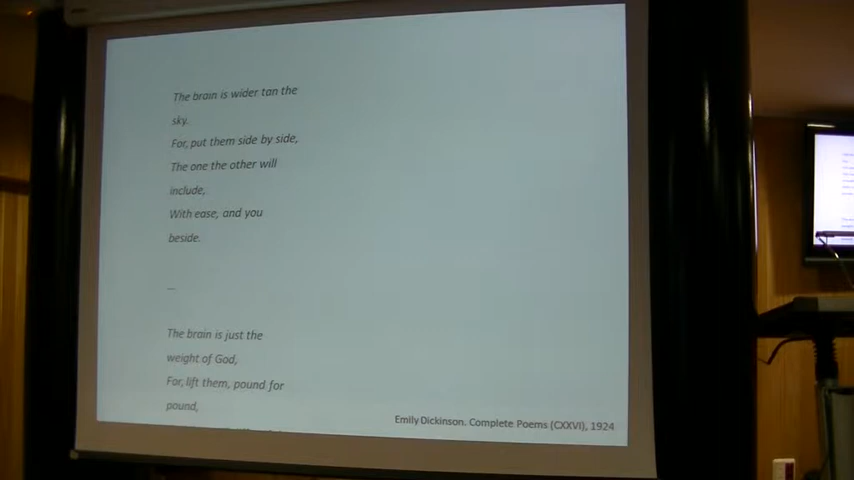 The brain is wider tan the
sky.
For, put them side by side,
The one the other will
include,
With ease, and you
beside.
...
The brain is just the
weight of God,
For, lift them, pound for
pound,
Emily Dickinson. Complete Poems (CXXVI), 1924